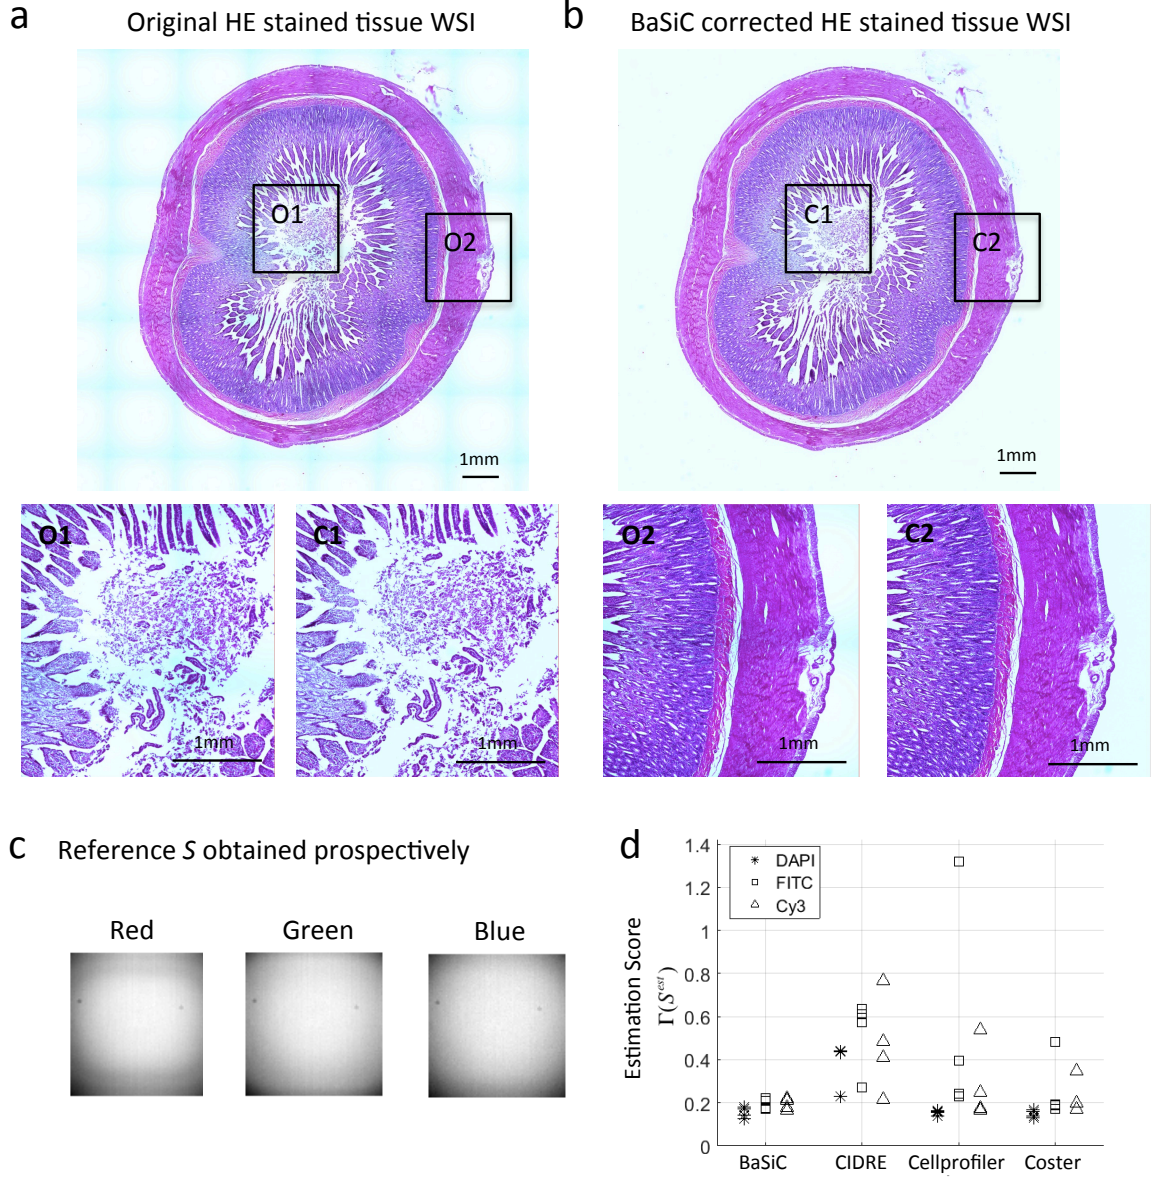 a Original HE stained tissue WSI
b BaSiC corrected HE stained tissue WSI
O1
O2
1mm
C1
C2
1mm
O1
1mm
C1
1mm
O2
1mm
C2
1mm
c Reference S obtained prospectively
Red
Green
Blue
d
Estimation Score
Γ(S^est)
1.4
1.2
1
0.8
0.6
0.4
0.2
0
DAPI
FITC
Cy3
BaSiC CIDRE Cellprofiler Coster